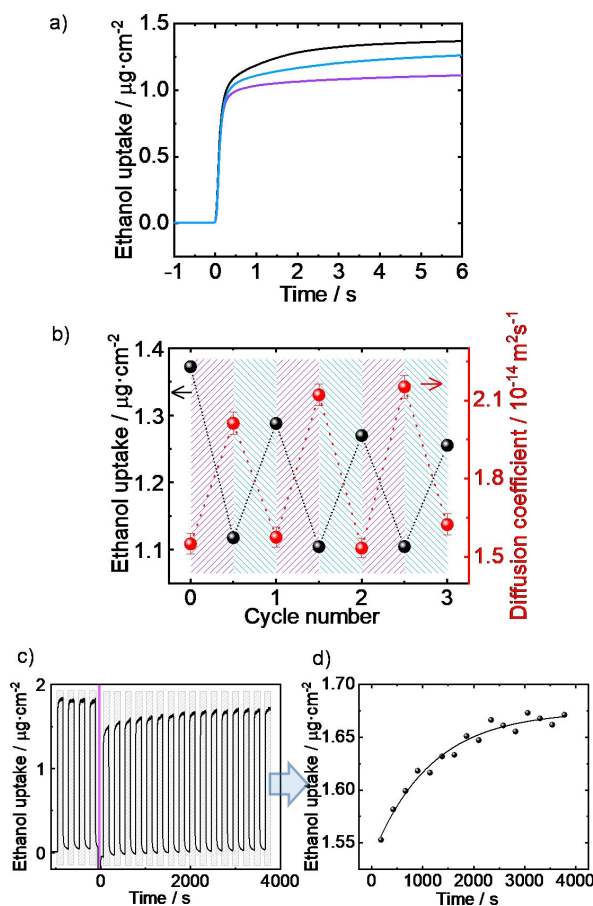 a)
Ethanol uptake / μg·cm⁻²
1.5
1.0
0.5
0.0
-1 0 1 2 3 4 5 6
Time / s
b)
Ethanol uptake / μg·cm⁻²
1.4
1.3
1.2
1.1
Diffusion coefficient / 10⁻¹⁴ m²s⁻¹
2.1
1.8
1.5
0 1 2 3
Cycle number
c)
Ethanol uptake / μg·cm⁻²
2
1
0
0 2000 4000
Time / s
d)
Ethanol uptake / μg·cm⁻²
1.70
1.65
1.60
1.55
0 1000 2000 3000 4000
Time / s